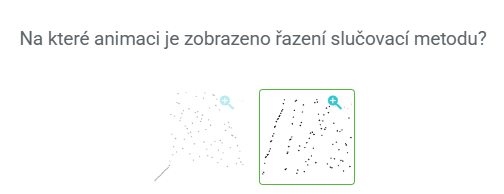 Na které animaci je zobrazeno řazení slučovací metodu?